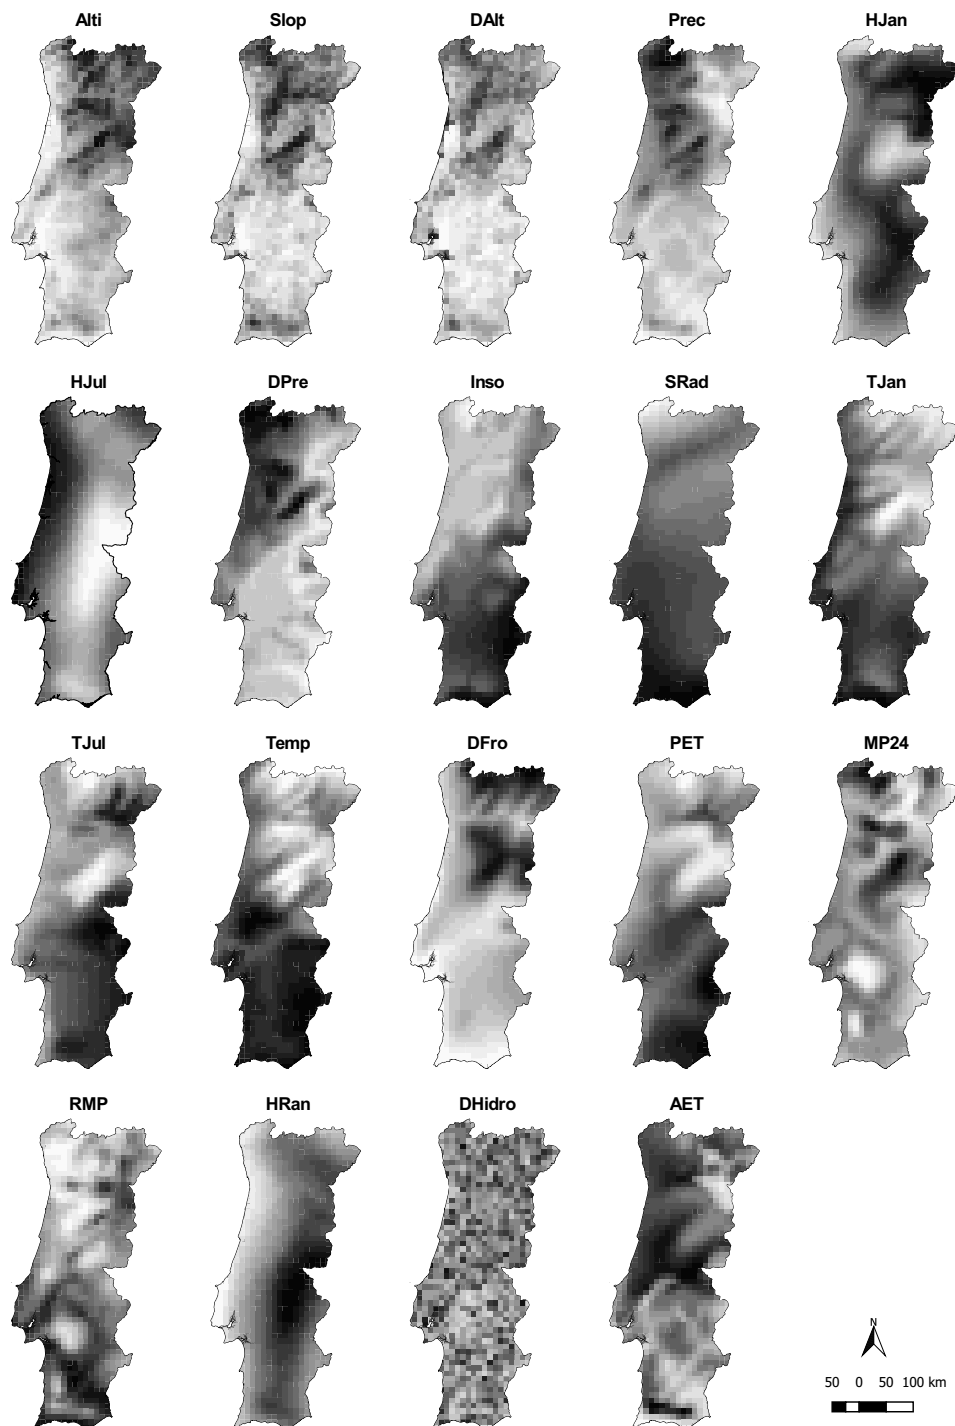 Alti Slop DAlt Prec HJan
HJul DPre Inso SRad TJan
TJul Temp DFro PET MP24
RMP HRan DHidro AET
N
50 0 50 100 km